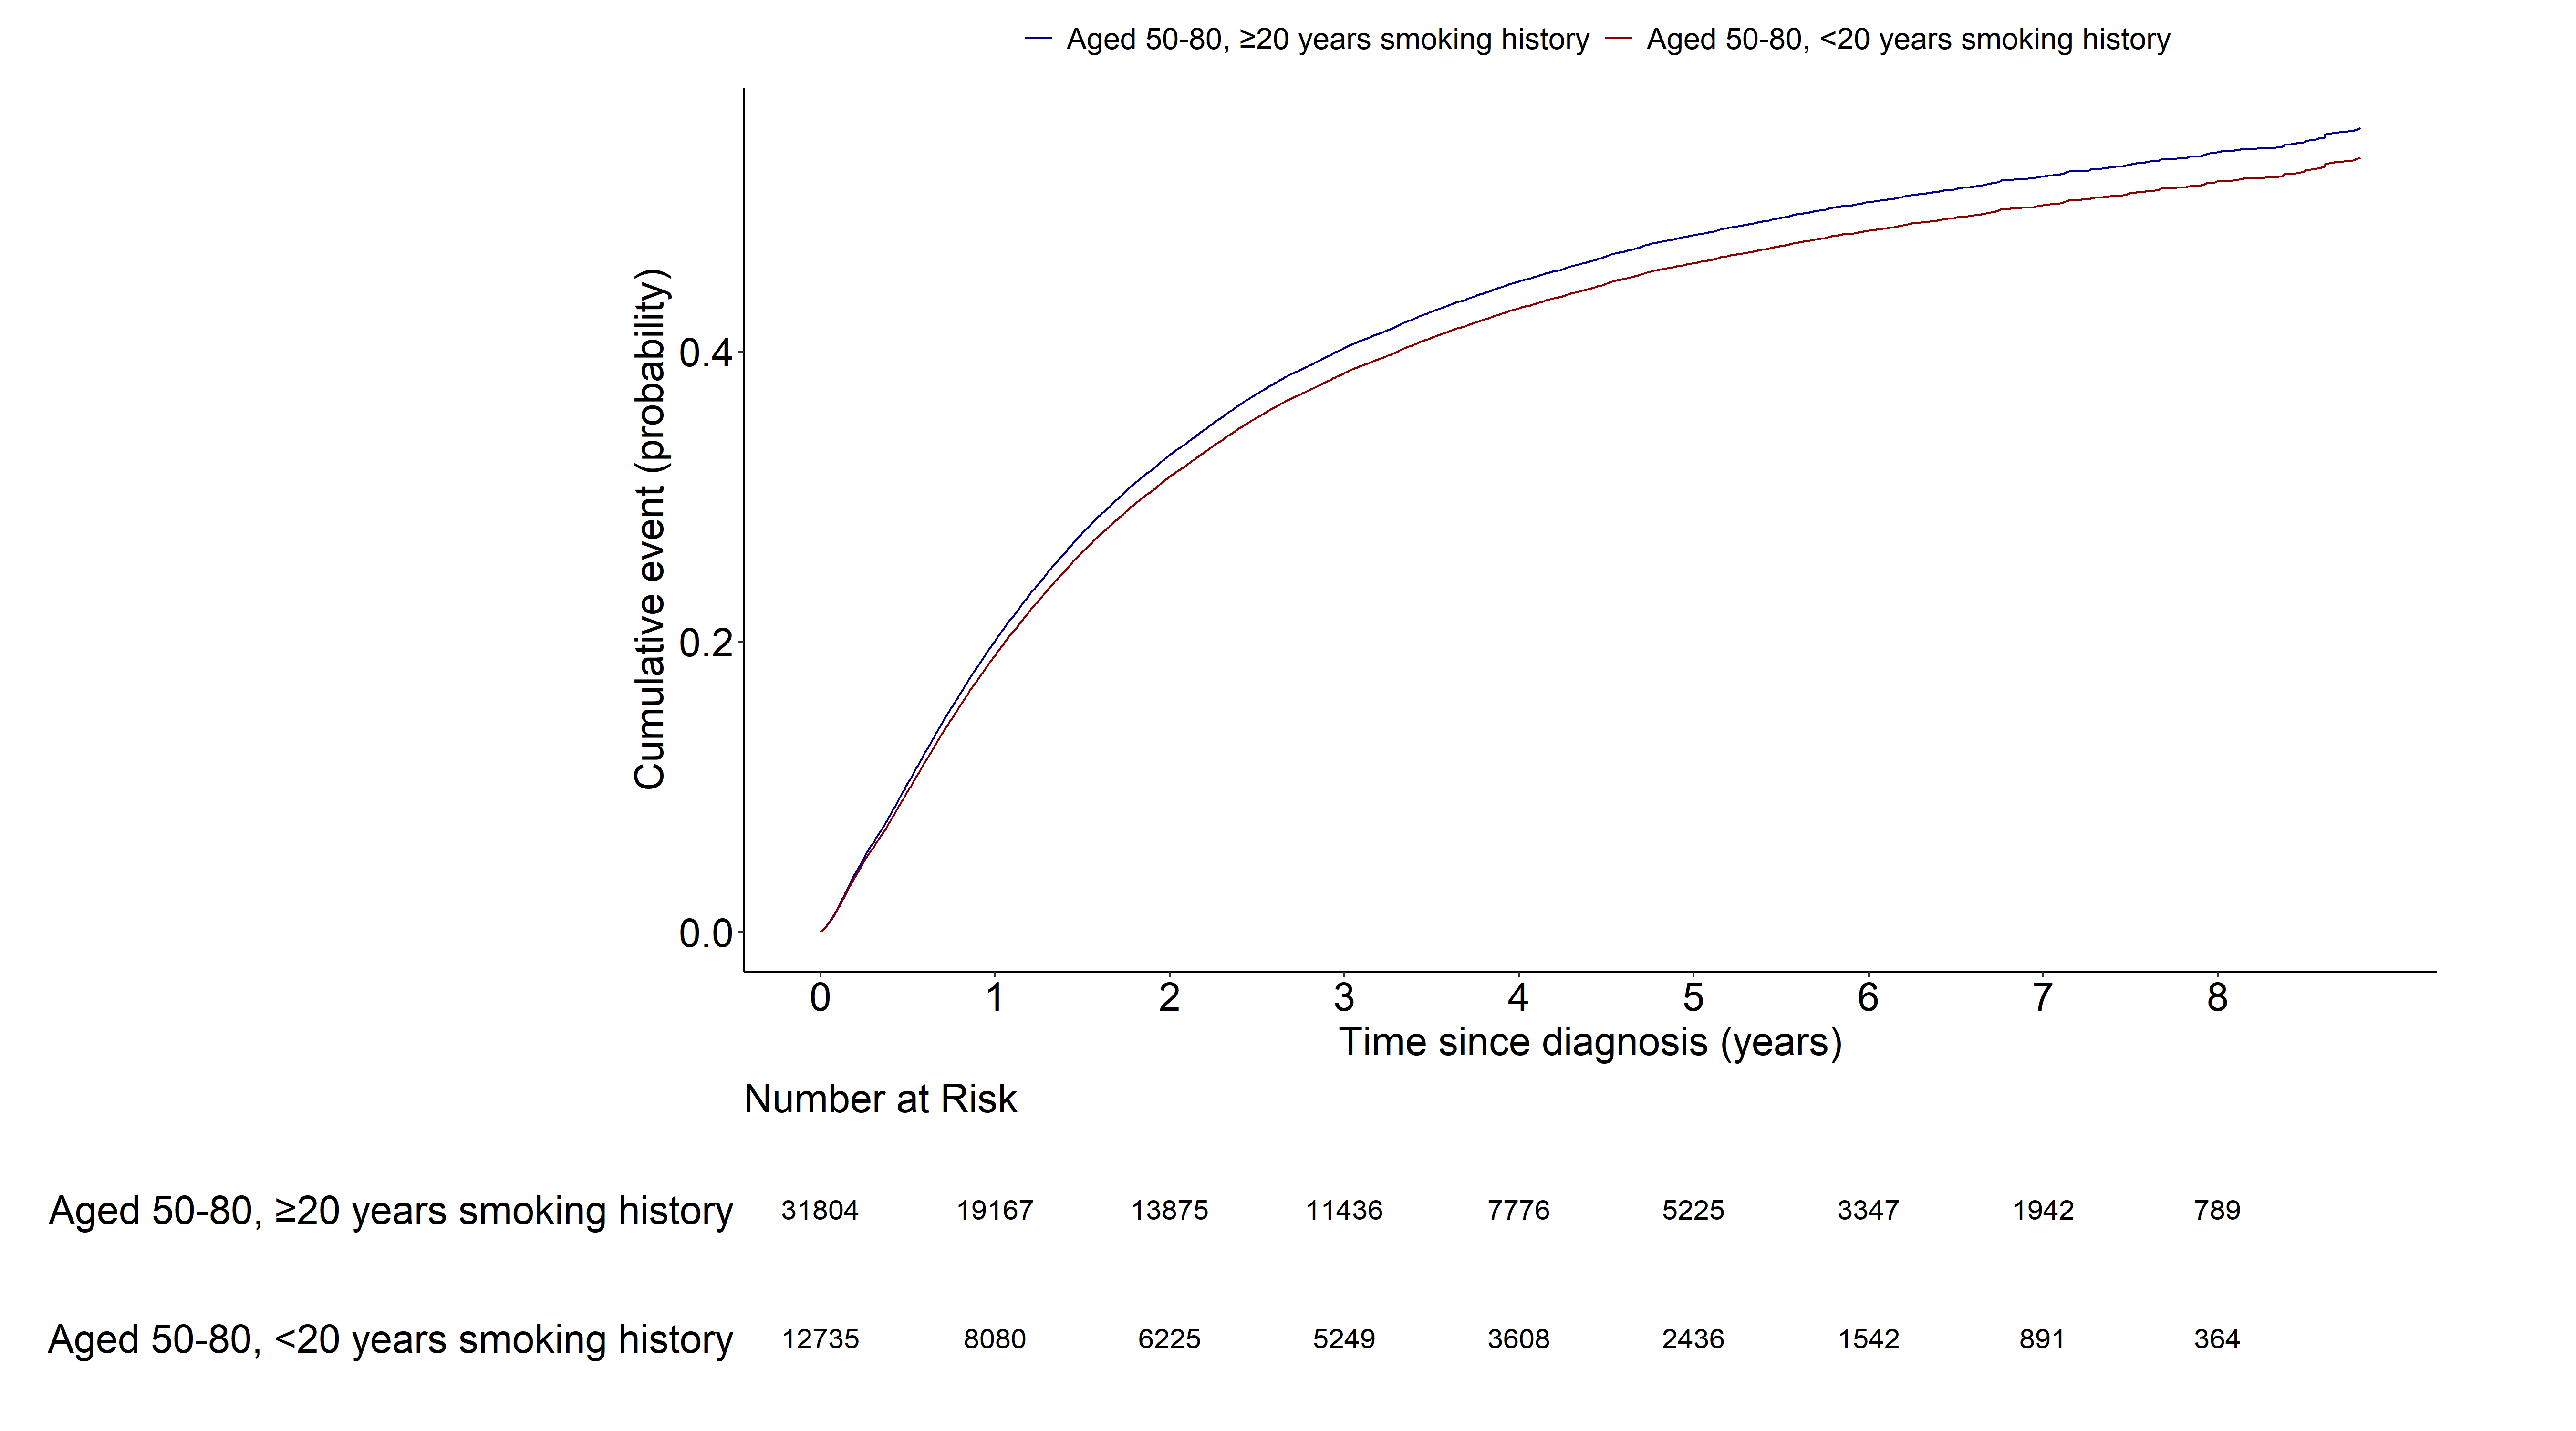 Aged 50-80, ≥20 years smoking history Aged 50-80, <20 years smoking history
Cumulative event (probability)
0.4
0.2
0.0
0 1 2 3 4 5 6 7 8
Time since diagnosis (years)
Number at Risk
Aged 50-80, ≥20 years smoking history 31804 19167 13875 11436 7776 5225 3347 1942 789
Aged 50-80, <20 years smoking history 12735 8080 6225 5249 3608 2436 1542 891 364